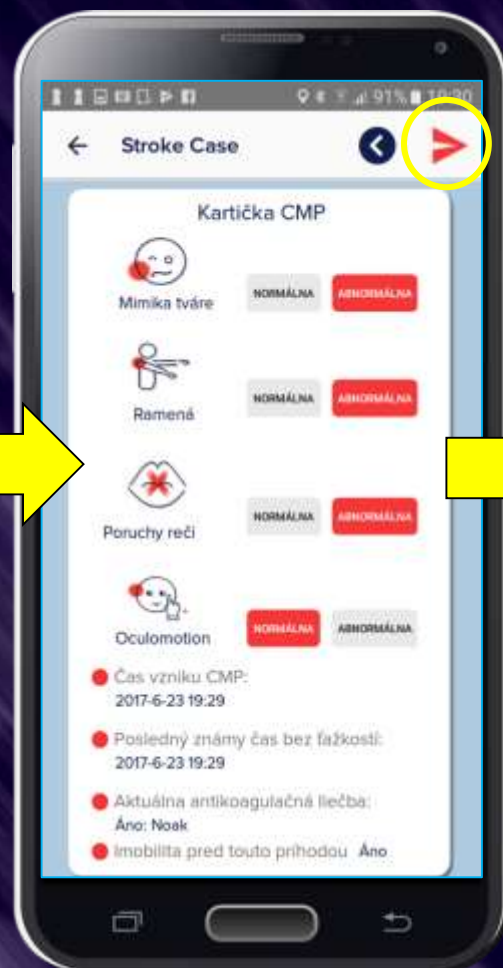 91% 19:30
Stroke Case
Kartička CMP
Mimika tváre
NORMÁLNA ABNORMÁLNA
Ramená
NORMÁLNA ABNORMÁLNA
Poruchy reči
NORMÁLNA ABNORMÁLNA
Oculomotion
NORMÁLNA ABNORMÁLNA
Čas vzniku CMP:
2017-6-23 19:29
Posledný známy čas bez ťažkostí:
2017-6-23 19:29
Aktuálna antikoagulačná liečba:
Áno: Noak
Imobilita pred touto príhodou Áno